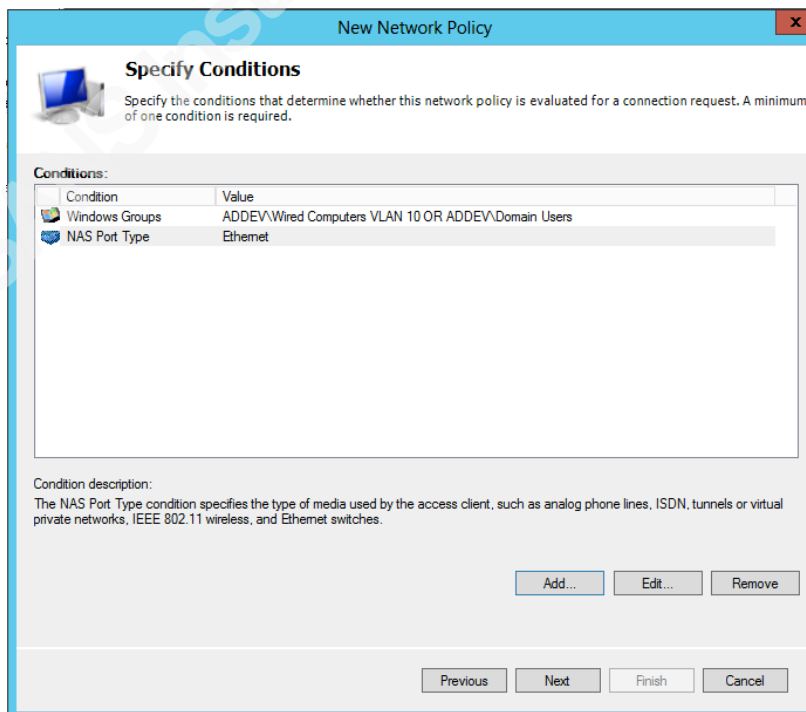 New Network Policy
x
Specify Conditions
Specify the conditions that determine whether this network policy is evaluated for a connection request. A minimum
of one condition is required.
Conditions:
Condition Value
Windows Groups ADDEV\Wired Computers VLAN 10 OR ADDEV\Domain Users
NAS Port Type Ethernet
Condition description:
The NAS Port Type condition specifies the type of media used by the access client, such as analog phone lines, ISDN, tunnels or virtual
private networks, IEEE 802.11 wireless, and Ethernet switches.
Add... Edit... Remove
Previous Next Finish Cancel